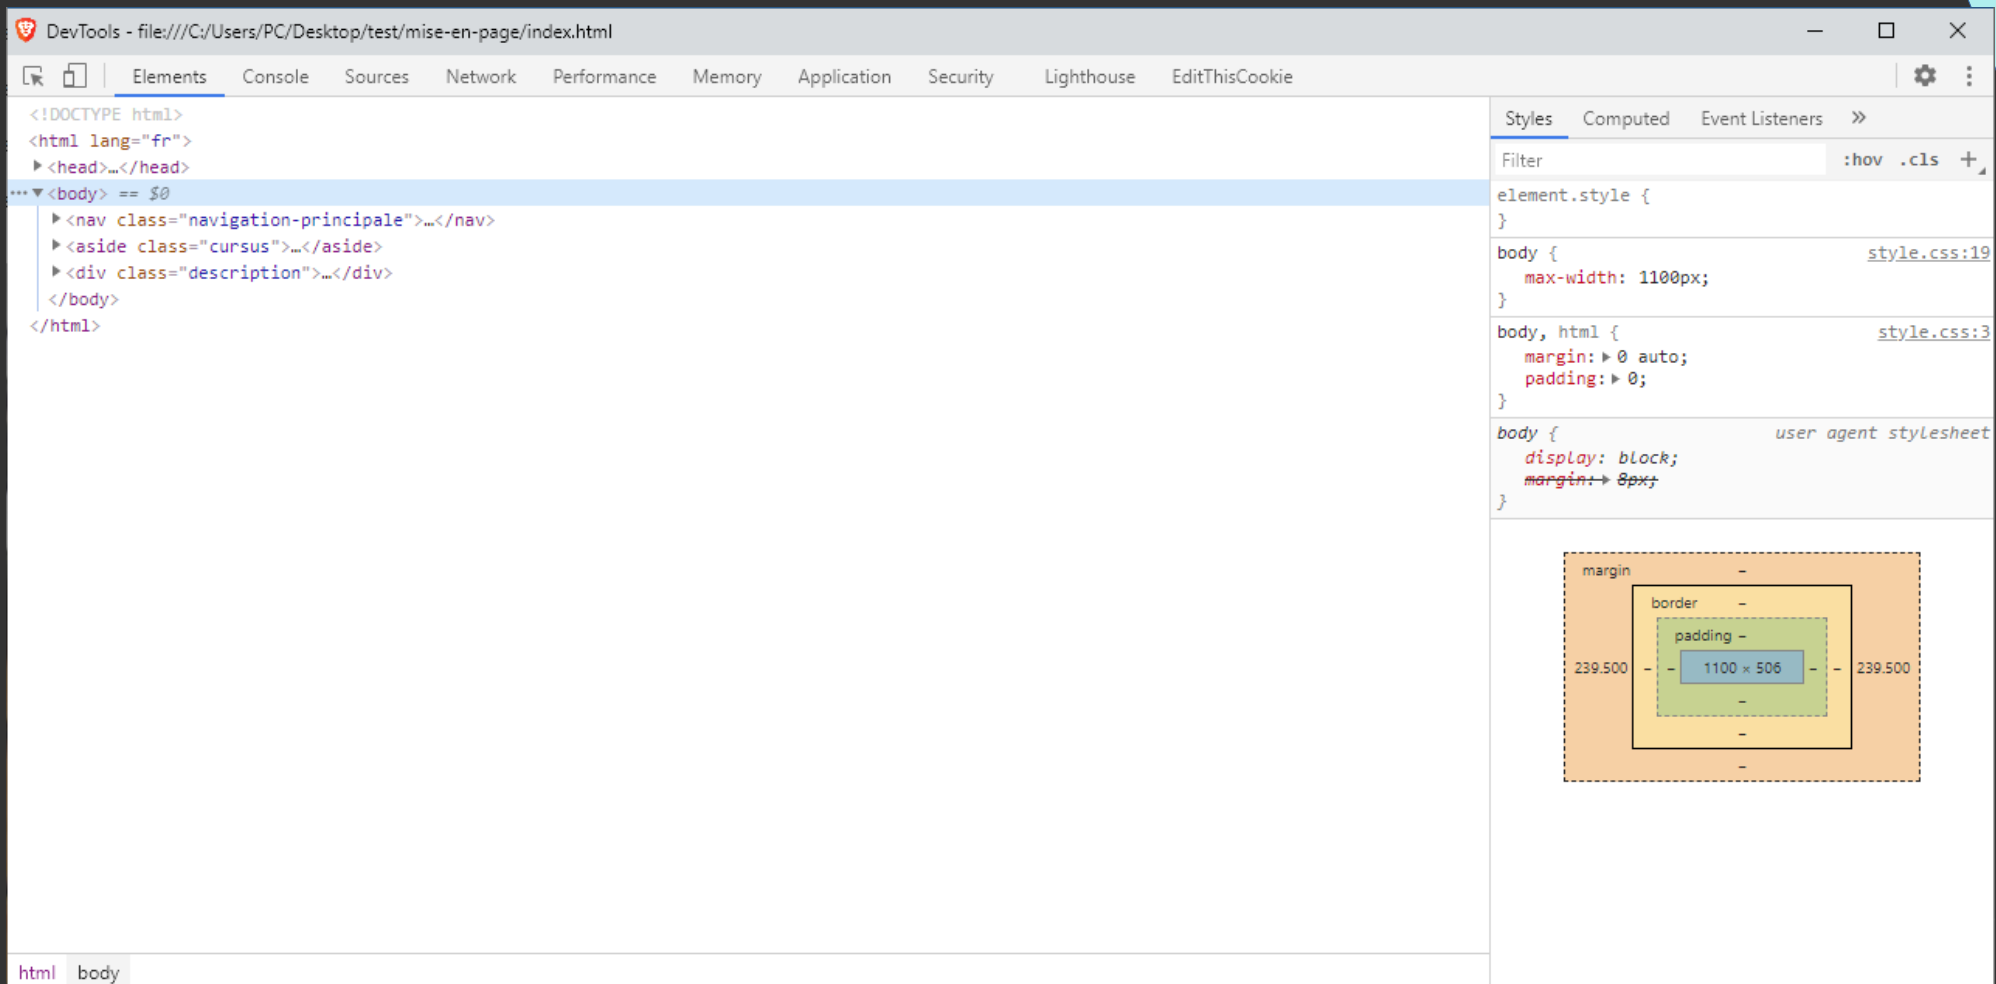 DevTools - file:///C:/Users/PC/Desktop/test/mise-en-page/index.html
Elements Console Sources Network Performance Memory Application Security Lighthouse EditThisCookie
<!DOCTYPE html>
<html lang="fr">
<head>…</head>
<body> == $0
<nav class="navigation-principale">…</nav>
<aside class="cursus">…</aside>
<div class="description">…</div>
</body>
</html>
html body
Styles Computed Event Listeners »
Filter :hov .cls +
element.style {
}
body { style.css:19
max-width: 1100px;
}
body, html { style.css:3
margin: 0 auto;
padding: 0;
}
body { user agent stylesheet
display: block;
margin: 8px;
}
margin –
border –
padding –
239.500 – – 1100 × 506 – – 239.500
–
–
–